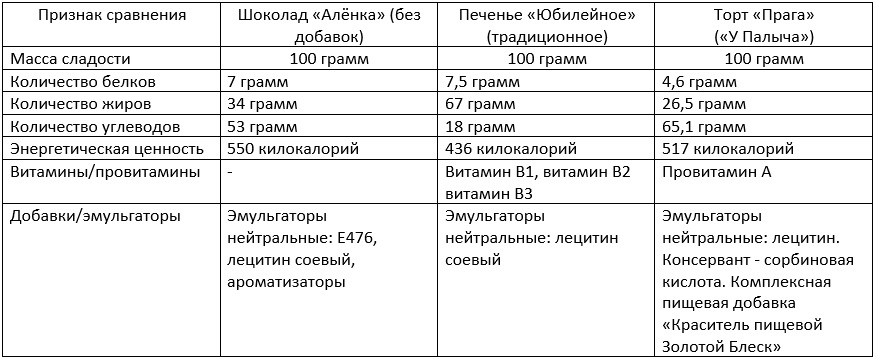 Признак сравнения
Шоколад «Алёнка» (без
добавок)
Печенье «Юбилейное»
(традиционное)
Торт «Прага»
(«У Палыча»)
Масса сладости
100 грамм
100 грамм
100 грамм
Количество белков
7 грамм
7,5 грамм
4,6 грамм
Количество жиров
34 грамм
67 грамм
26,5 грамм
Количество углеводов
53 грамм
18 грамм
65,1 грамм
Энергетическая ценность
550 килокалорий
436 килокалорий
517 килокалорий
Витамины/провитамины
-
Витамин В1, витамин В2
витамин В3
Провитамин А
Добавки/эмульгаторы
Эмульгаторы
нейтральные: Е476,
лецитин соевый,
ароматизаторы
Эмульгаторы
нейтральные: лецитин
соевый
Эмульгаторы
нейтральные: лецитин.
Консервант - сорбиновая
кислота. Комплексная
пищевая добавка
«Краситель пищевой
Золотой Блеск»